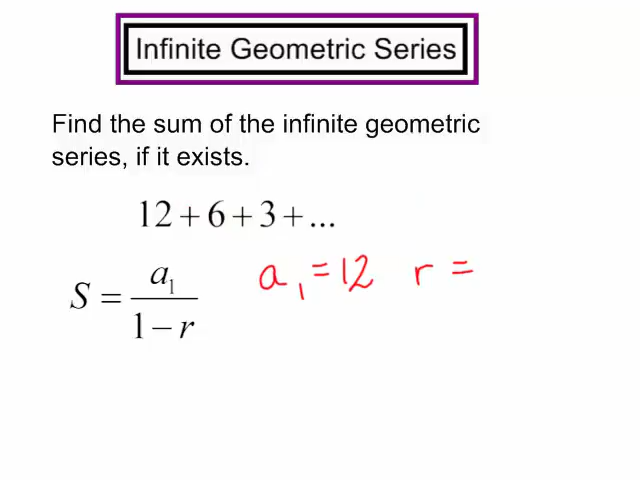 Infinite Geometric Series
Find the sum of the infinite geometric
series, if it exists.
12 + 6 + 3 + ...
S = a₁ / (1 − r)
a₁ = 12 r =